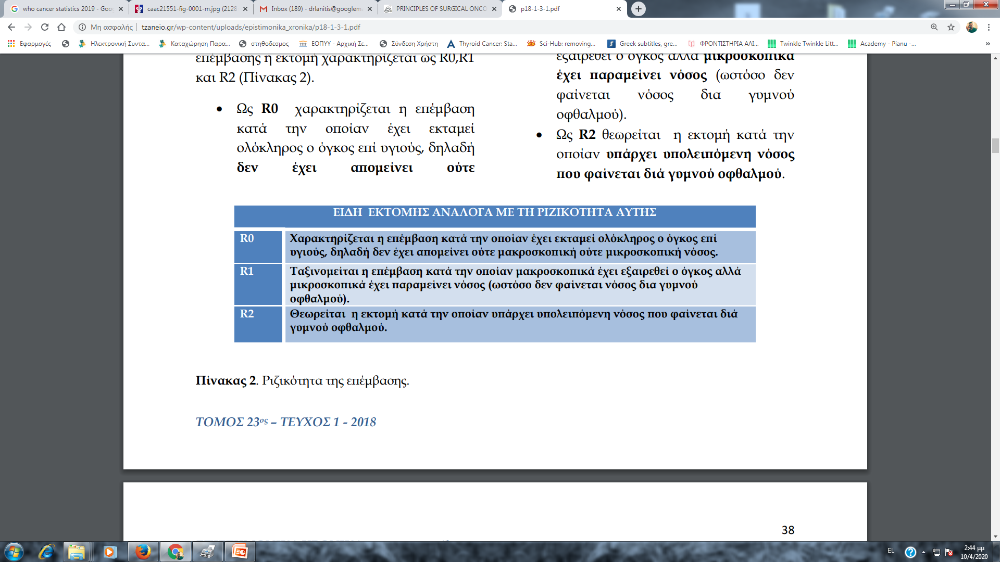 who cancer statistics 2019 - Goo
caac21551-fig-0001-m.jpg (2128
Inbox (189) - drlanitis@googlema
PRINCIPLES OF SURGICAL ONCO
p18-1-3-1.pdf
Μη ασφαλής | tzaneio.gr/wp-content/uploads/epistimonika_xronika/p18-1-3-1.pdf
Εφαρμογές
Ηλεκτρονική Συντα...
Καταχώρηση Παρα...
στηθοδεσμος
ΕΟΠΥΥ - Αρχική Σε...
Σύνδεση Χρήστη
Thyroid Cancer: Sta...
Sci-Hub: removing...
Greek subtitles, gre...
ΦΡΟΝΤΙΣΤΗΡΙΑ ΑΛΙ...
Twinkle Twinkle Litt...
Academy - Pianu -...
»
επέμβασης η εκτομή χαρακτηρίζεται ως R0,R1
και R2 (Πίνακας 2).
• Ως R0 χαρακτηρίζεται η επέμβαση
κατά την οποίαν έχει εκταμεί
ολόκληρος ο όγκος επί υγιούς, δηλαδή
δεν έχει απομείνει ούτε
εξαιρεθεί ο όγκος αλλά μικροσκοπικά
έχει παραμείνει νόσος (ωστόσο δεν
φαίνεται νόσος δια γυμνού
οφθαλμού).
• Ως R2 θεωρείται η εκτομή κατά την
οποίαν υπάρχει υπολειπόμενη νόσος
που φαίνεται διά γυμνού οφθαλμού.
ΕΙΔΗ ΕΚΤΟΜΗΣ ΑΝΑΛΟΓΑ ΜΕ ΤΗ ΡΙΖΙΚΟΤΗΤΑ ΑΥΤΗΣ
R0
Χαρακτηρίζεται η επέμβαση κατά την οποίαν έχει εκταμεί ολόκληρος ο όγκος επί
υγιούς, δηλαδή δεν έχει απομείνει ούτε μακροσκοπική ούτε μικροσκοπική νόσος.
R1
Ταξινομείται η επέμβαση κατά την οποίαν μακροσκοπικά έχει εξαιρεθεί ο όγκος αλλά
μικροσκοπικά έχει παραμείνει νόσος (ωστόσο δεν φαίνεται νόσος δια γυμνού
οφθαλμού).
R2
Θεωρείται η εκτομή κατά την οποίαν υπάρχει υπολειπόμενη νόσος που φαίνεται διά
γυμνού οφθαλμού.
Πίνακας 2. Ριζικότητα της επέμβασης.
ΤΟΜΟΣ 23ος – ΤΕΥΧΟΣ 1 - 2018
38
EL
2:44 μμ
10/4/2020